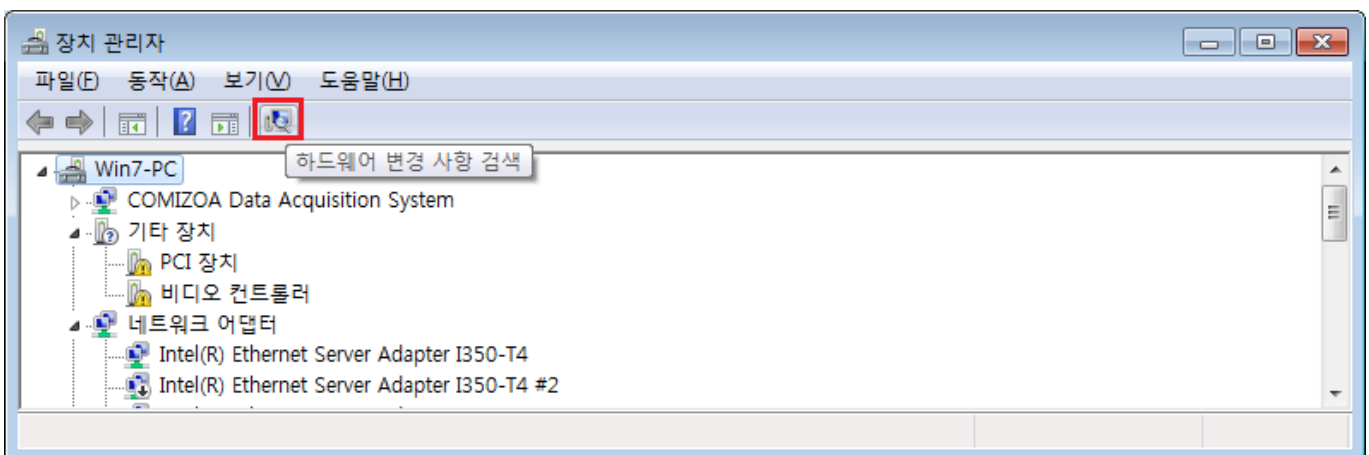 장치 관리자
파일(F) 동작(A) 보기(V) 도움말(H)
하드웨어 변경 사항 검색
Win7-PC
COMIZOA Data Acquisition System
기타 장치
PCI 장치
비디오 컨트롤러
네트워크 어댑터
Intel(R) Ethernet Server Adapter I350-T4
Intel(R) Ethernet Server Adapter I350-T4 #2